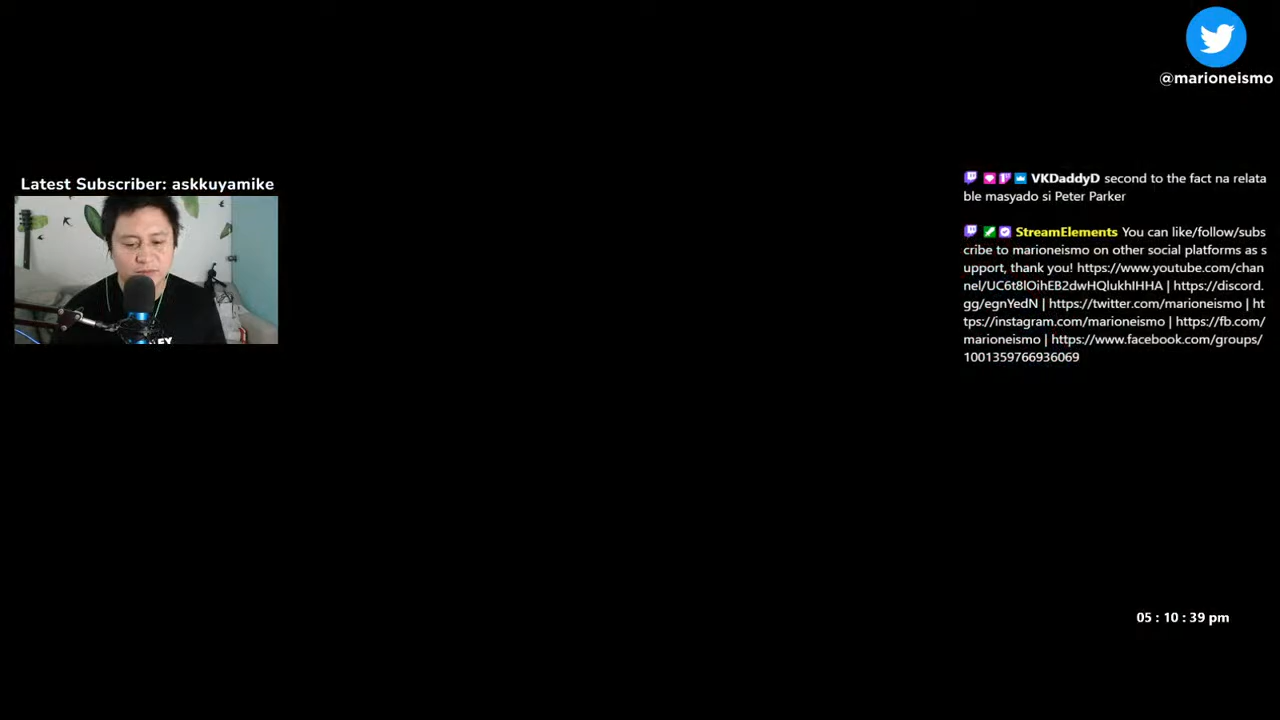 @marioneismo
Latest Subscriber: askkuyamike
VKDaddyD second to the fact na relata
ble masyado si Peter Parker
StreamElements You can like/follow/subs
cribe to marioneismo on other social platforms as s
upport, thank you! https://www.youtube.com/chan
nel/UC6t8lOihEB2dwHQlukhIHHA | https://discord.
gg/egnYedN | https://twitter.com/marioneismo | ht
tps://instagram.com/marioneismo | https://fb.com/
marioneismo | https://www.facebook.com/groups/
1001359766936069
05 : 10 : 39 pm